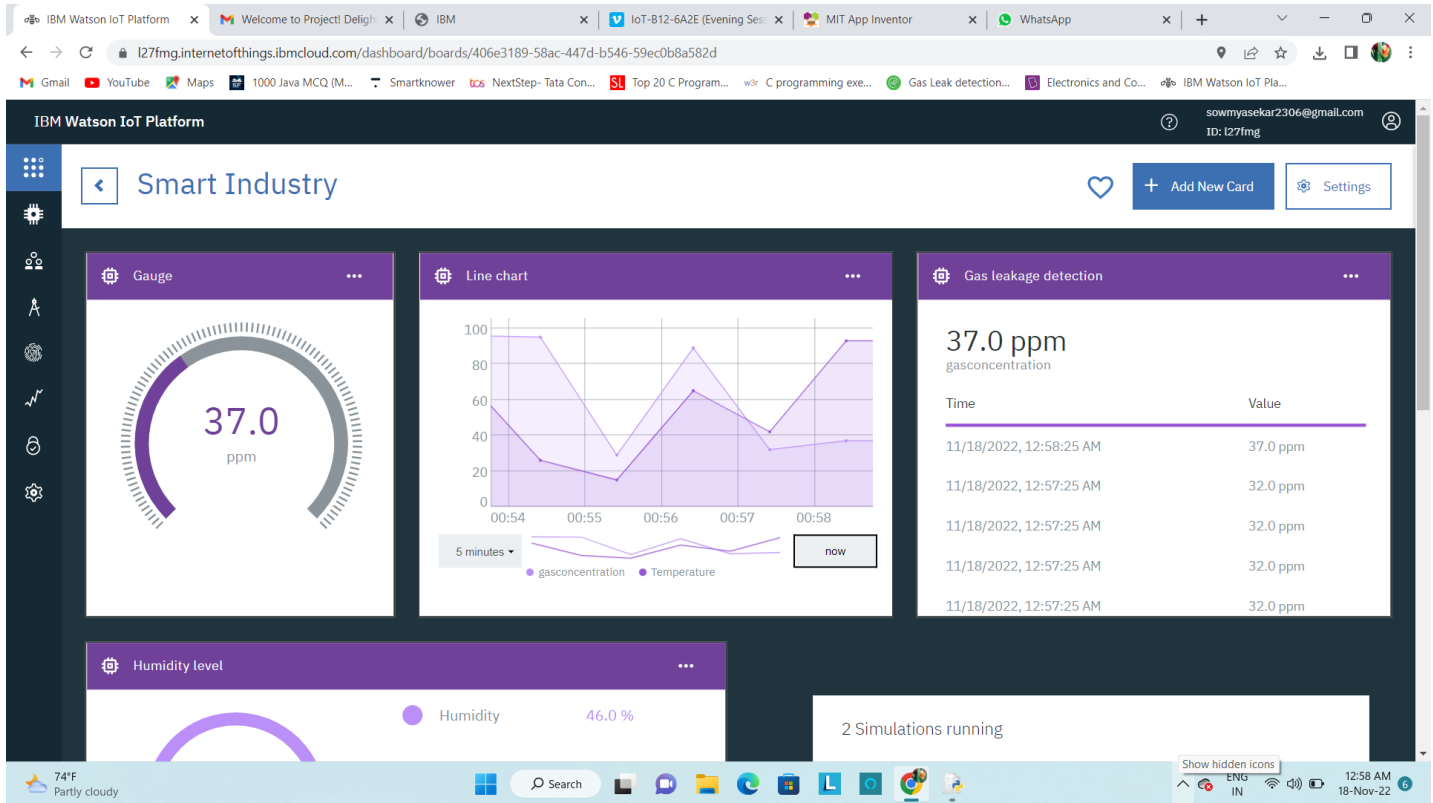 IBM Watson IoT Platform
Welcome to Project! Deligh
IBM
IoT-B12-6A2E (Evening Ses
MIT App Inventor
WhatsApp
l27fmg.internetofthings.ibmcloud.com/dashboard/boards/406e3189-58ac-447d-b546-59ec0b8a582d
Gmail
YouTube
Maps
1000 Java MCQ (M...
Smartknower
tcs NextStep- Tata Con...
SL Top 20 C Program...
w3r C programming exe...
Gas Leak detection...
Electronics and Co...
IBM Watson IoT Pla...
IBM Watson IoT Platform
sowmyasekar2306@gmail.com
ID: l27fmg
Smart Industry
+ Add New Card
Settings
Gauge
37.0
ppm
Line chart
100
80
60
40
20
0
00:54 00:55 00:56 00:57 00:58
5 minutes
now
gasconcentration Temperature
Gas leakage detection
37.0 ppm
gasconcentration
Time Value
11/18/2022, 12:58:25 AM 37.0 ppm
11/18/2022, 12:57:25 AM 32.0 ppm
11/18/2022, 12:57:25 AM 32.0 ppm
11/18/2022, 12:57:25 AM 32.0 ppm
11/18/2022, 12:57:25 AM 32.0 ppm
Humidity level
Humidity 46.0 %
2 Simulations running
Show hidden icons
74°F
Partly cloudy
Search
L
ENG
IN
12:58 AM
18-Nov-22
6